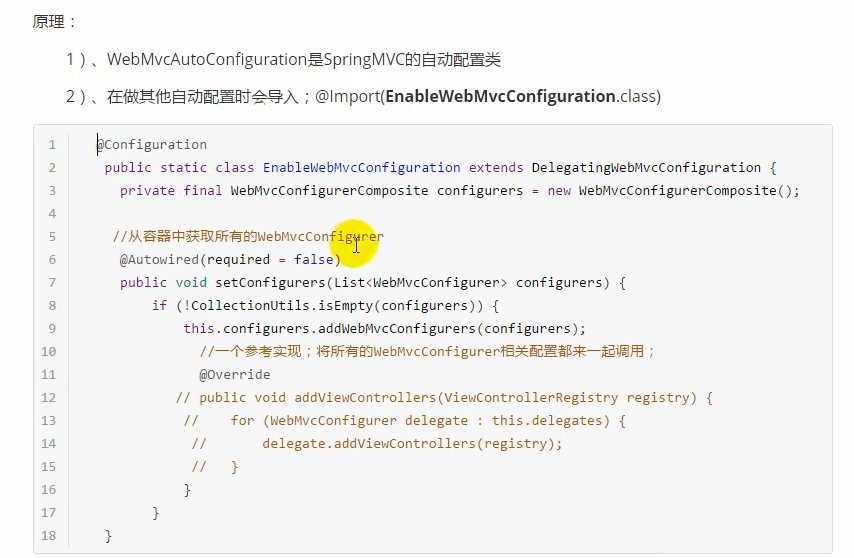 原理：
1）、WebMvcAutoConfiguration是SpringMVC的自动配置类
2）、在做其他自动配置时会导入；@Import(EnableWebMvcConfiguration.class)
1 @Configuration
2 public static class EnableWebMvcConfiguration extends DelegatingWebMvcConfiguration {
3 private final WebMvcConfigurerComposite configurers = new WebMvcConfigurerComposite();
4
5 //从容器中获取所有的WebMvcConfigurer
6 @Autowired(required = false)
7 public void setConfigurers(List<WebMvcConfigurer> configurers) {
8 if (!CollectionUtils.isEmpty(configurers)) {
9 this.configurers.addWebMvcConfigurers(configurers);
10 //一个参考实现；将所有的WebMvcConfigurer相关配置都来一起调用；
11 @Override
12 // public void addViewControllers(ViewControllerRegistry registry) {
13 // for (WebMvcConfigurer delegate : this.delegates) {
14 // delegate.addViewControllers(registry);
15 // }
16 }
17 }
18 }